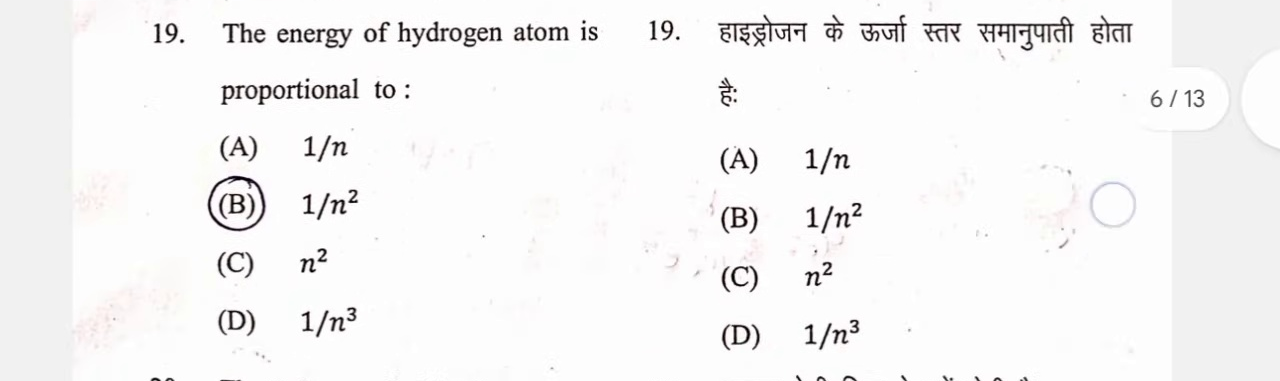 19. The energy of hydrogen atom is
proportional to :
(A) 1/n
(B) 1/n²
(C) n²
(D) 1/n³
19. हाइड्रोजन के ऊर्जा स्तर समानुपाती होता
है:
(A) 1/n
(B) 1/n²
(C) n²
(D) 1/n³
6 / 13